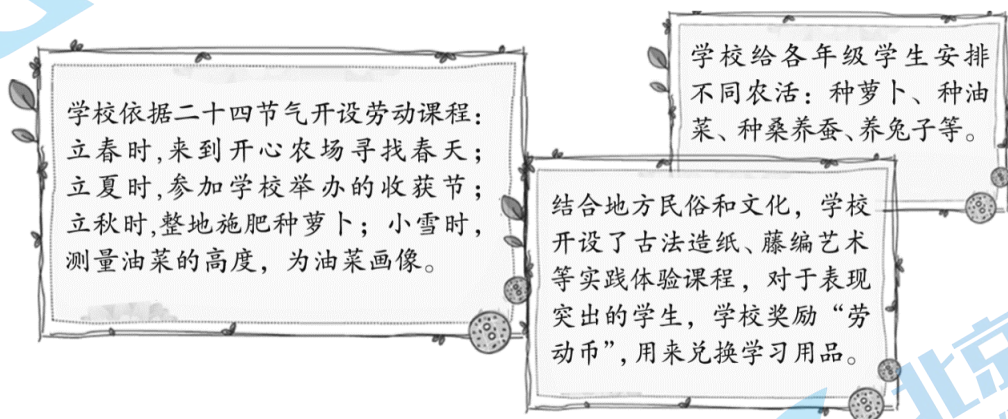 学校依据二十四节气开设劳动课程：
立春时,来到开心农场寻找春天；
立夏时,参加学校举办的收获节；
立秋时,整地施肥种萝卜；小雪时，
测量油菜的高度，为油菜画像。
学校给各年级学生安排
不同农活：种萝卜、种油
菜、种桑养蚕、养兔子等。
结合地方民俗和文化，学校
开设了古法造纸、藤编艺术
等实践体验课程，对于表现
突出的学生，学校奖励“劳
动币”,用来兑换学习用品。
北京